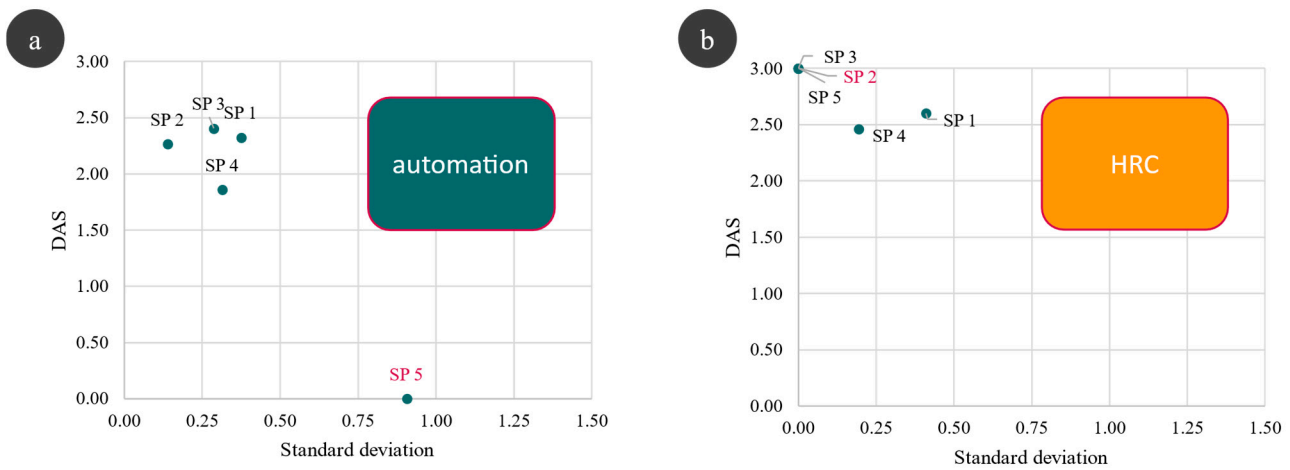 a
3.00
2.50
2.00
1.50
1.00
0.50
0.00
DAS
SP 2
SP 3
SP 1
SP 4
SP 5
automation
0.00 0.25 0.50 0.75 1.00 1.25 1.50
Standard deviation
b
3.00
2.50
2.00
1.50
1.00
0.50
0.00
DAS
SP 3
SP 2
SP 5
SP 4
SP 1
HRC
0.00 0.25 0.50 0.75 1.00 1.25 1.50
Standard deviation